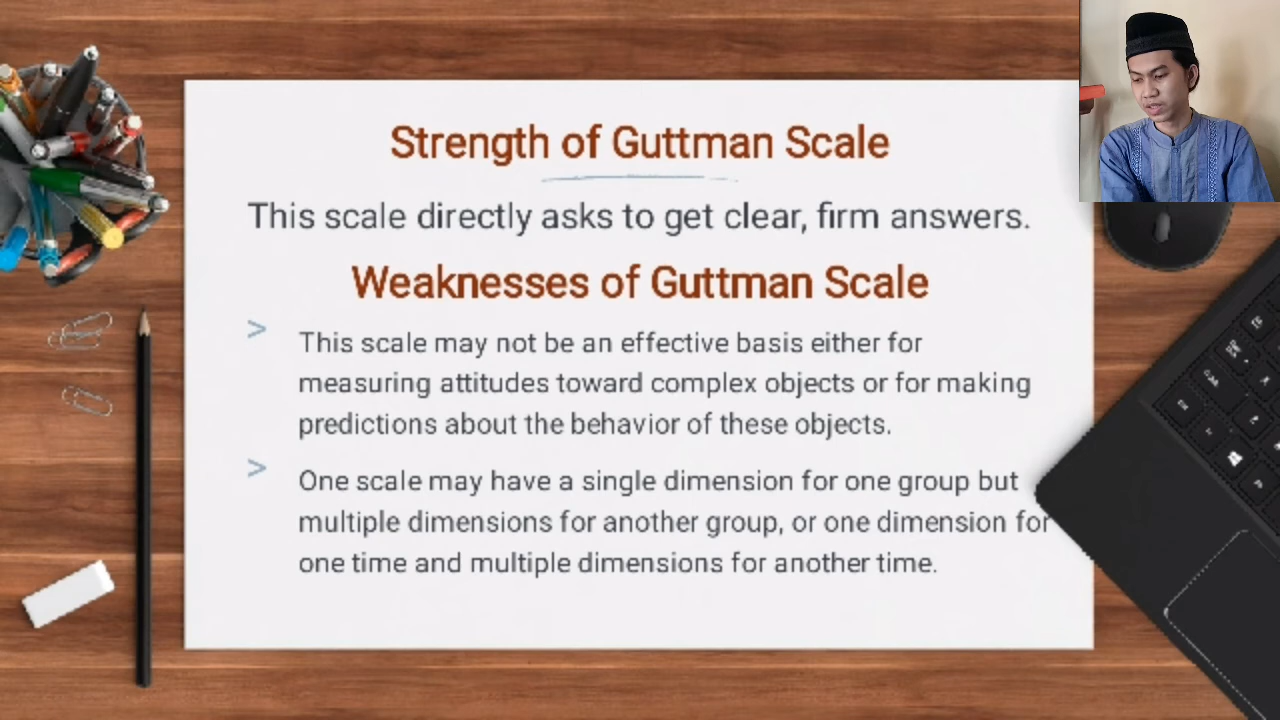 Strength of Guttman Scale
This scale directly asks to get clear, firm answers.
Weaknesses of Guttman Scale
> This scale may not be an effective basis either for
measuring attitudes toward complex objects or for making
predictions about the behavior of these objects.
> One scale may have a single dimension for one group but
multiple dimensions for another group, or one dimension for
one time and multiple dimensions for another time.